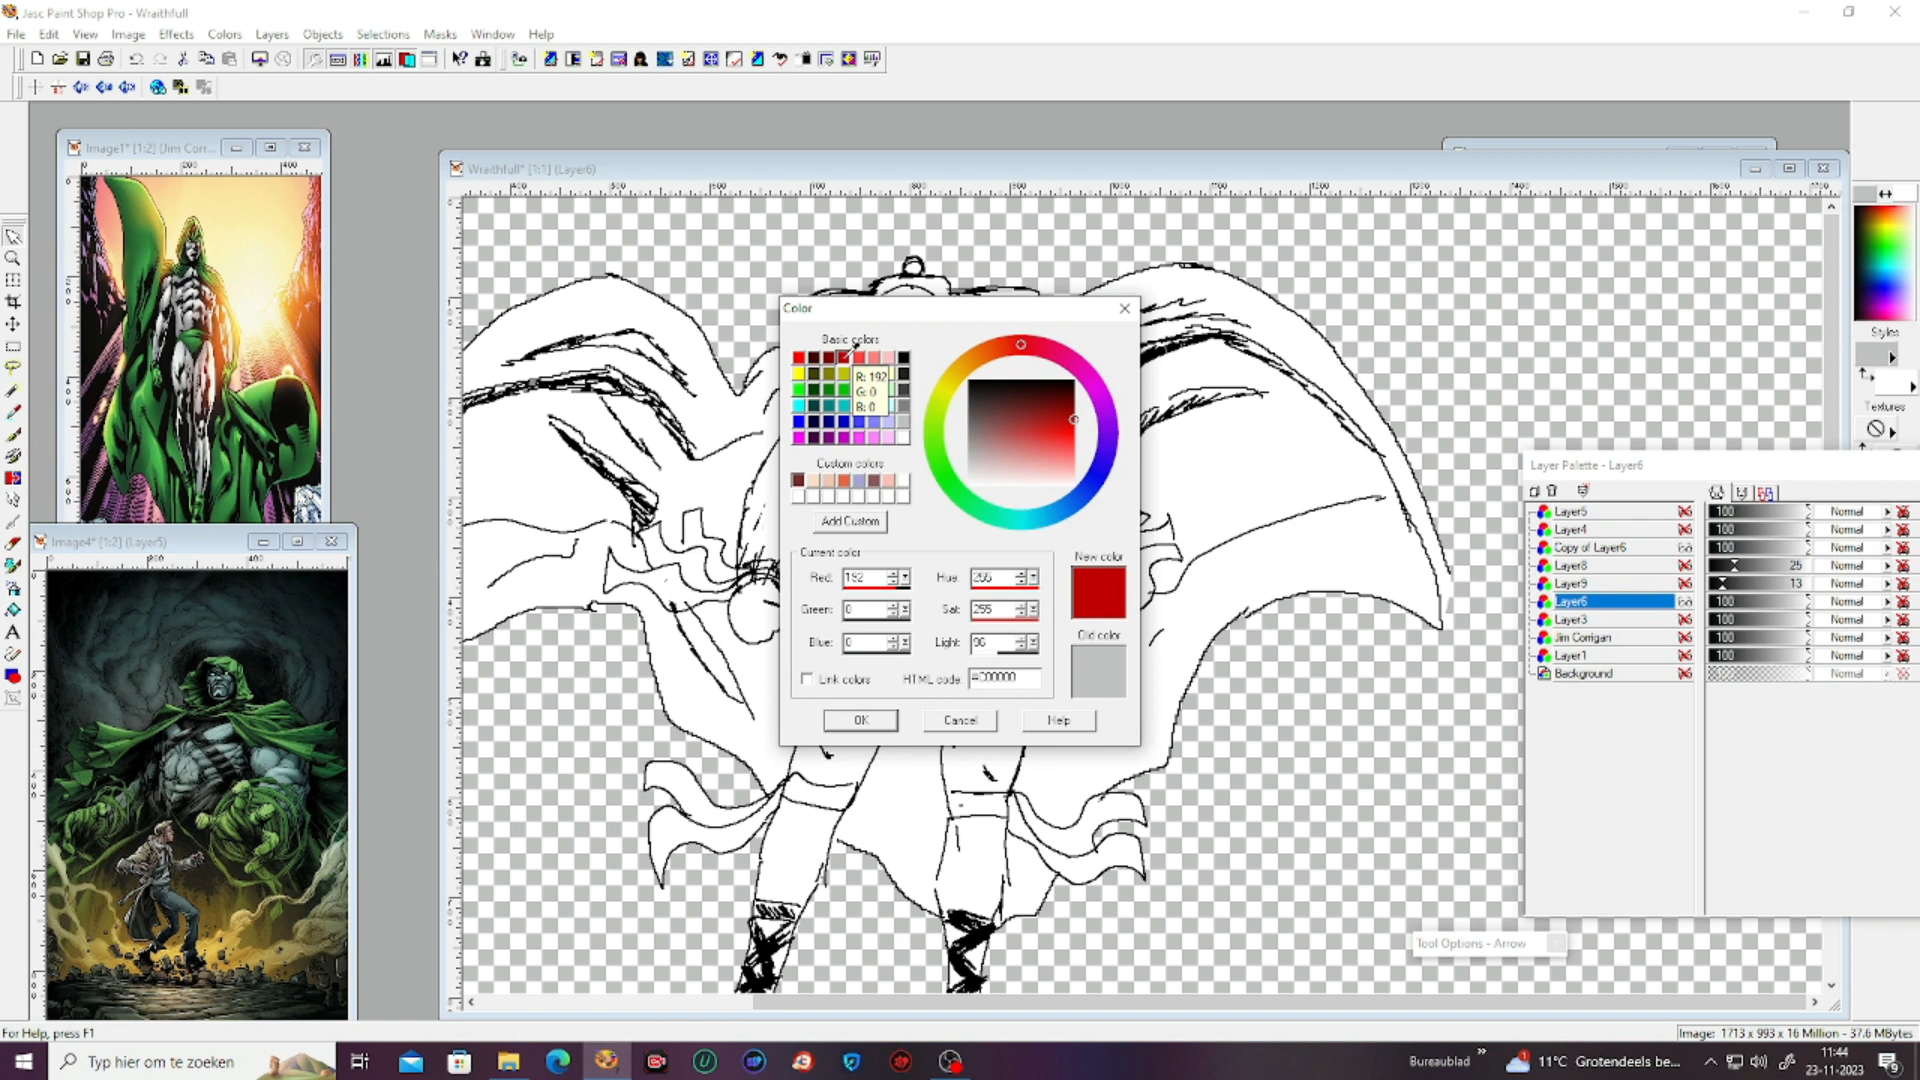 Jasc Paint Shop Pro - Wraithfull
File Edit View Image Effects Colors Layers Objects Selections Masks Window Help
Image1* [1:2] (Jim Corr...
Wraithfull* [1:1] (Layer6)
Color
Basic colors
R: 192
G: 0
B: 0
Custom colors
Add Custom
Current color
Red: 192 Hue: 255
Green: 0 Sat: 255
Blue: 0 Light: 96
Link colors HTML code: #C00000
New color
Old color
OK Cancel Help
Styles
Textures
Image4* [1:2] (Layer5)
Layer Palette - Layer6
Layer5 100 Normal
Layer4 100 Normal
Copy of Layer6 100 Normal
Layer8 25 Normal
Layer9 13 Normal
Layer6 100 Normal
Layer3 100 Normal
Jim Corrigan 100 Normal
Layer1 100 Normal
Background Normal
Tool Options - Arrow
For Help, press F1
Image: 1713 x 993 x 16 Million - 37.6 MBytes
Typ hier om te zoeken
Bureaublad
11°C Grotendeels be...
11:44
23-11-2023